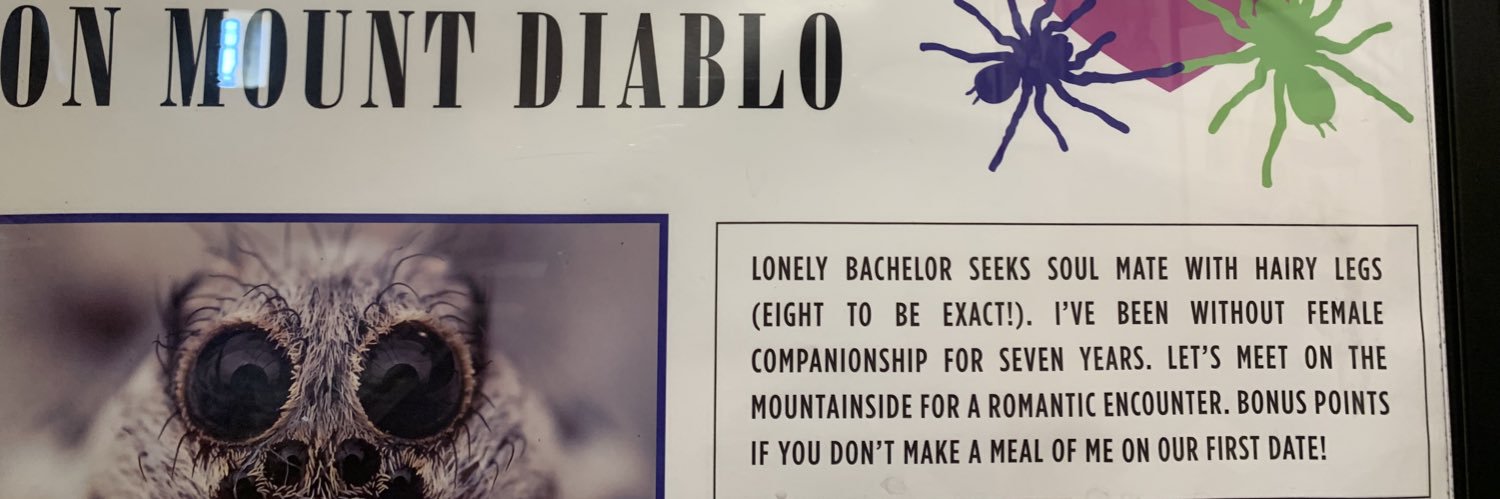 ON MOUNT DIABLO
LONELY BACHELOR SEEKS SOUL MATE WITH HAIRY LEGS
(EIGHT TO BE EXACT!). I'VE BEEN WITHOUT FEMALE
COMPANIONSHIP FOR SEVEN YEARS. LET'S MEET ON THE
MOUNTAINSIDE FOR A ROMANTIC ENCOUNTER. BONUS POINTS
IF YOU DON'T MAKE A MEAL OF ME ON OUR FIRST DATE!